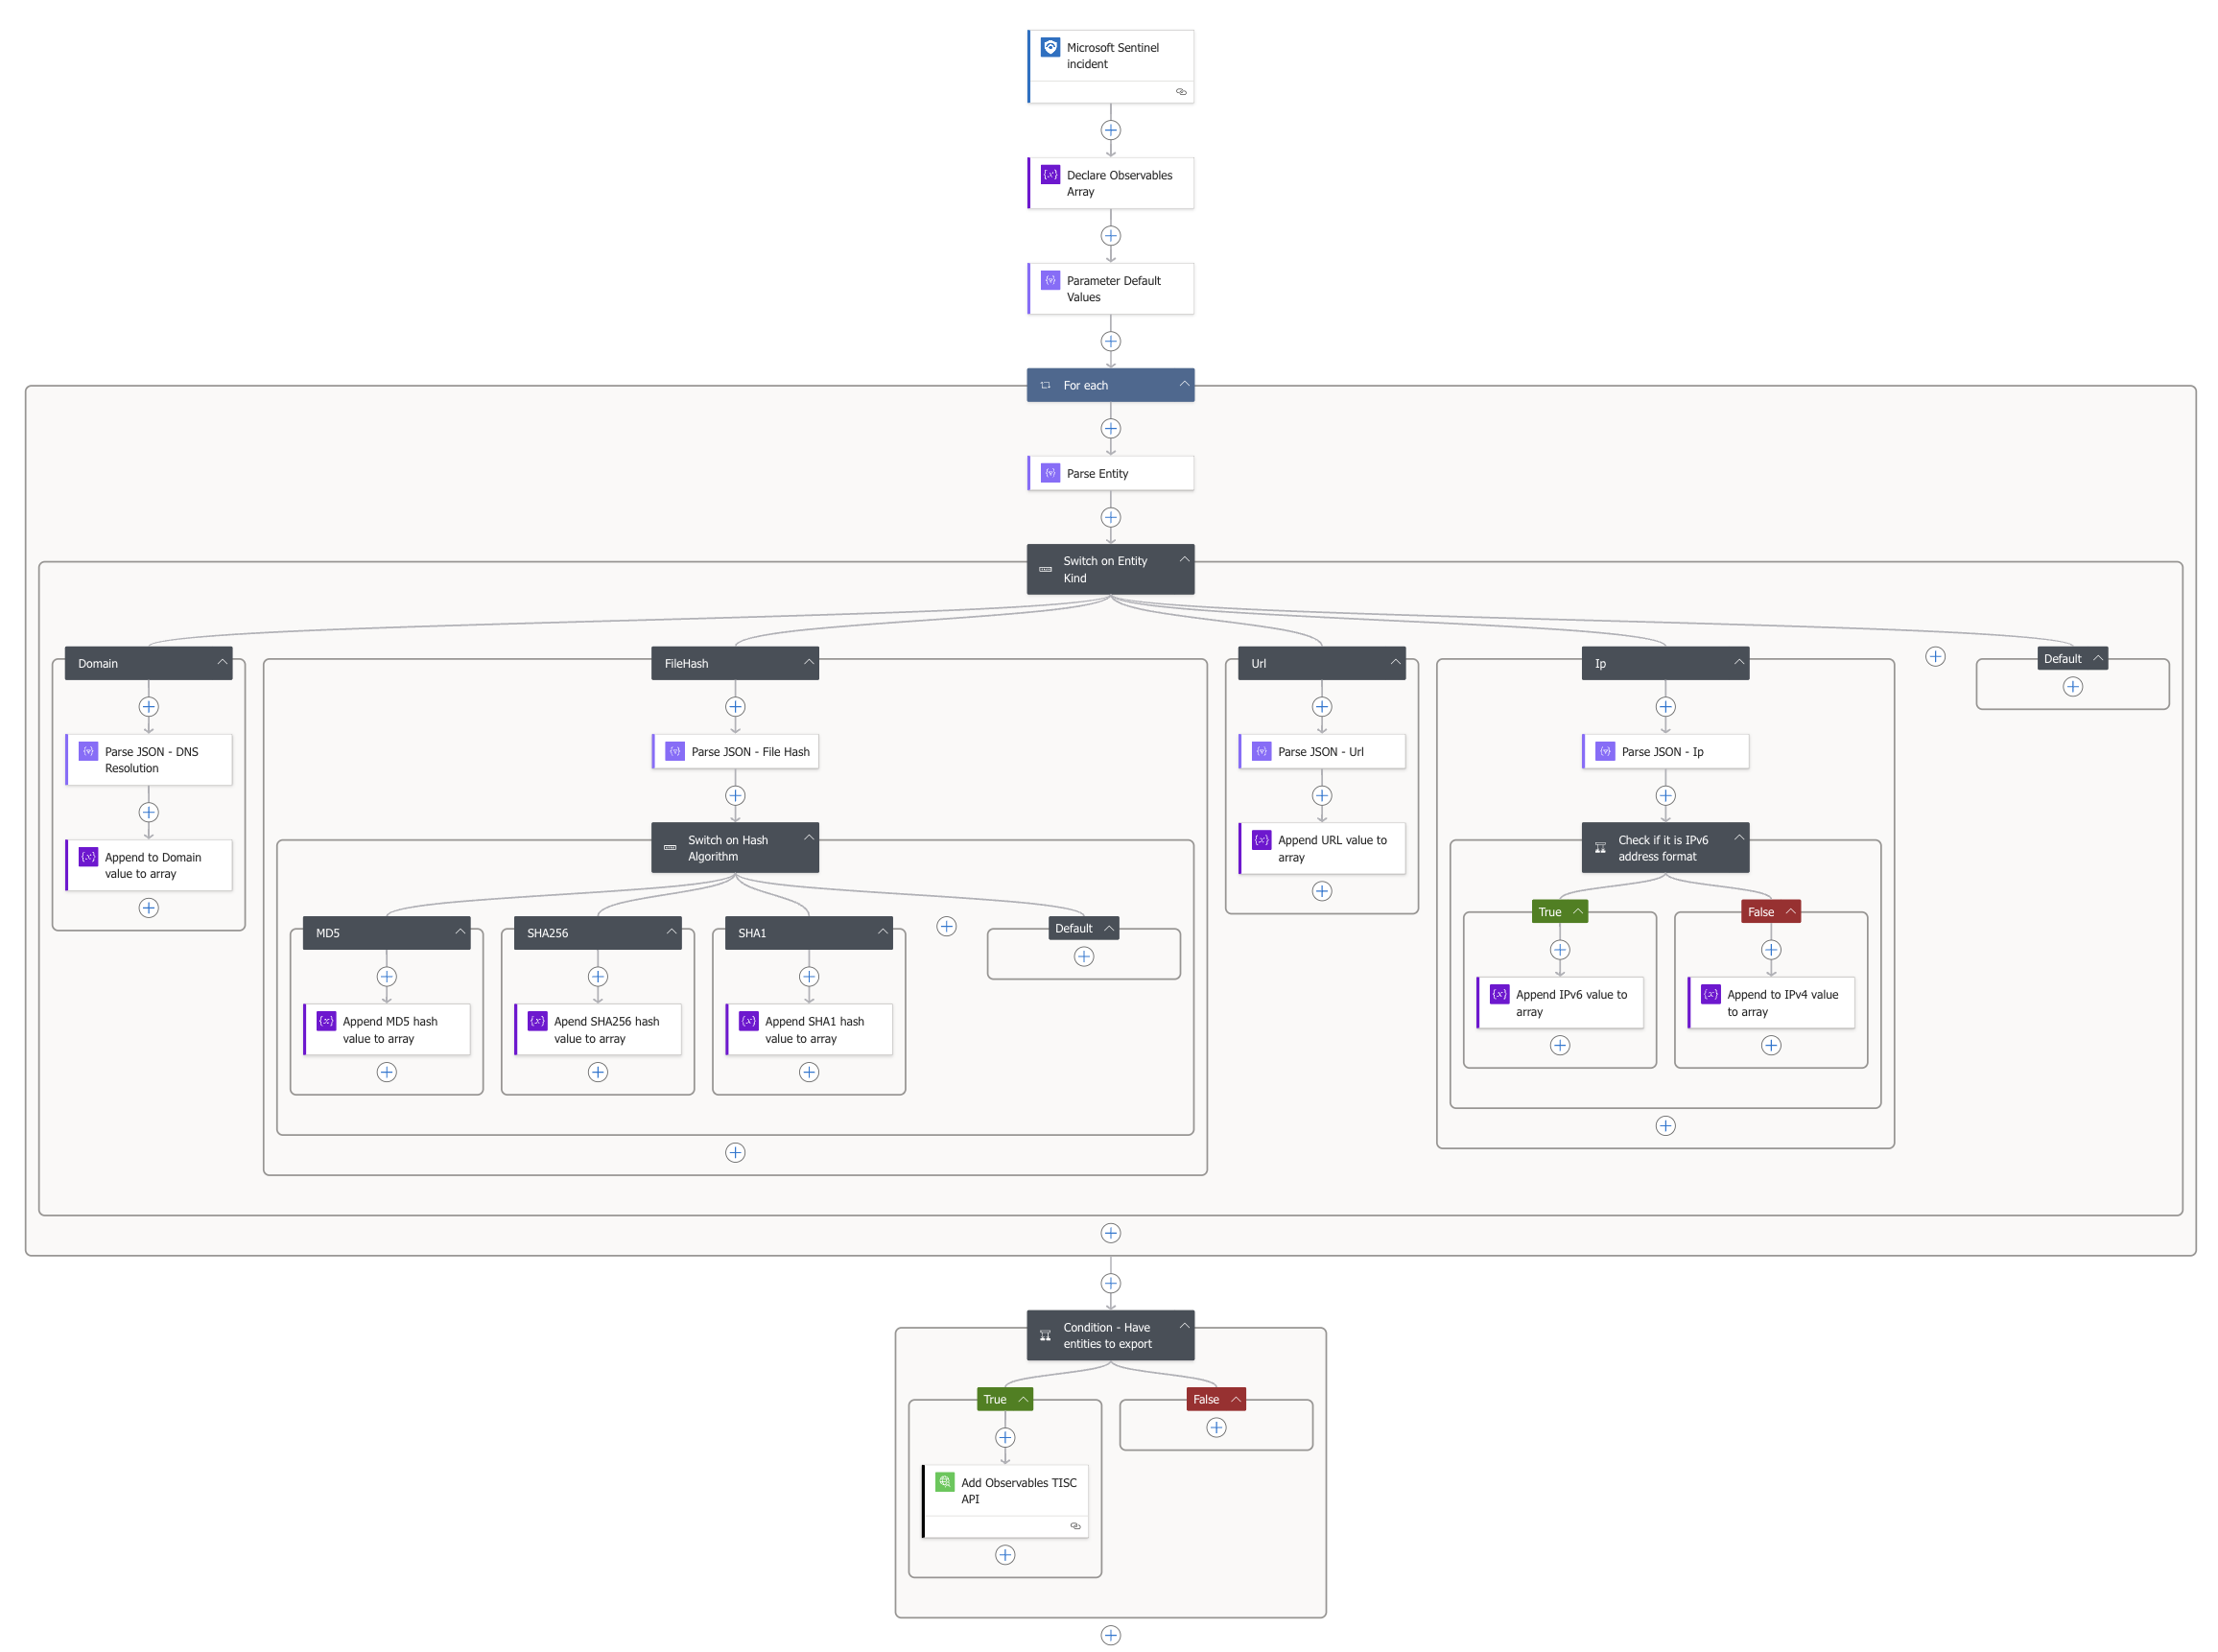 Microsoft Sentinel
incident
Declare Observables
Array
Parameter Default
Values
For each
Parse Entity
Switch on Entity
Kind
Domain
FileHash
Url
Ip
Default
Parse JSON - DNS
Resolution
Parse JSON - File Hash
Parse JSON - Url
Parse JSON - Ip
Append to Domain
value to array
Switch on Hash
Algorithm
Append URL value to
array
Check if it is IPv6
address format
MD5
SHA256
SHA1
Default
True
False
Append MD5 hash
value to array
Apend SHA256 hash
value to array
Append SHA1 hash
value to array
Append IPv6 value to
array
Append to IPv4 value
to array
Condition - Have
entities to export
True
False
Add Observables TISC
API